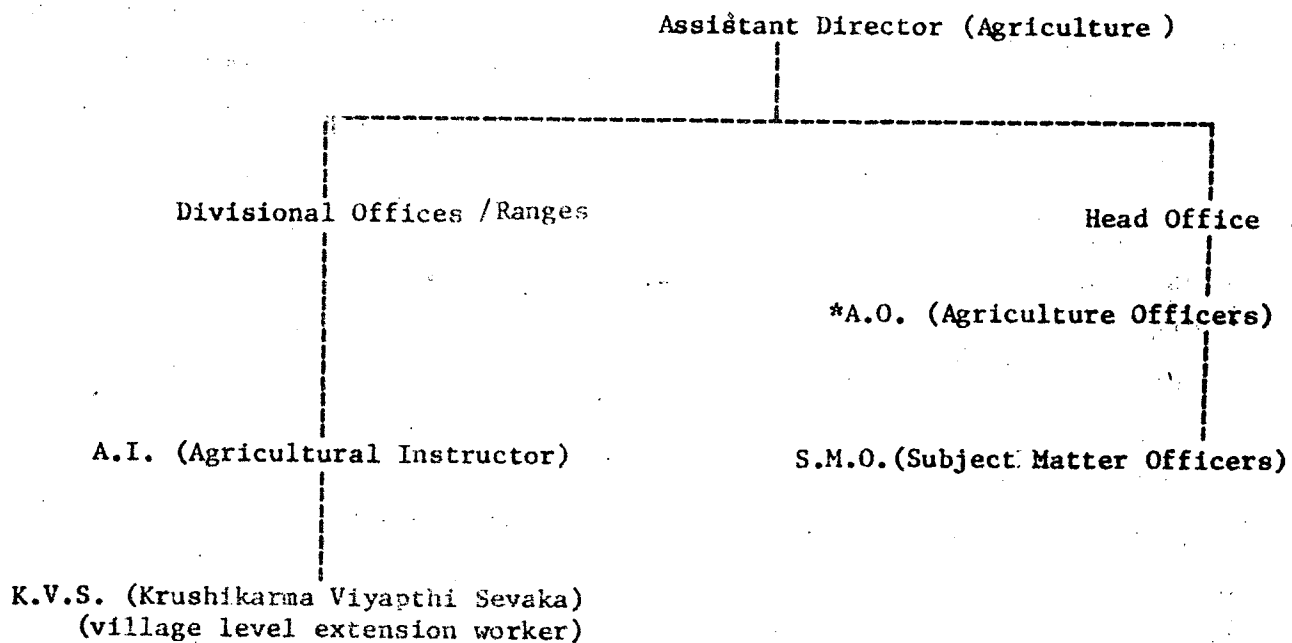 Assistant Director (Agriculture )
Divisional Offices /Ranges
Head Office
*A.O. (Agriculture Officers)
A.I. (Agricultural Instructor)
S.M.O.(Subject Matter Officers)
K.V.S. (Krushikarma Viyapthi Sevaka)
(village level extension worker)